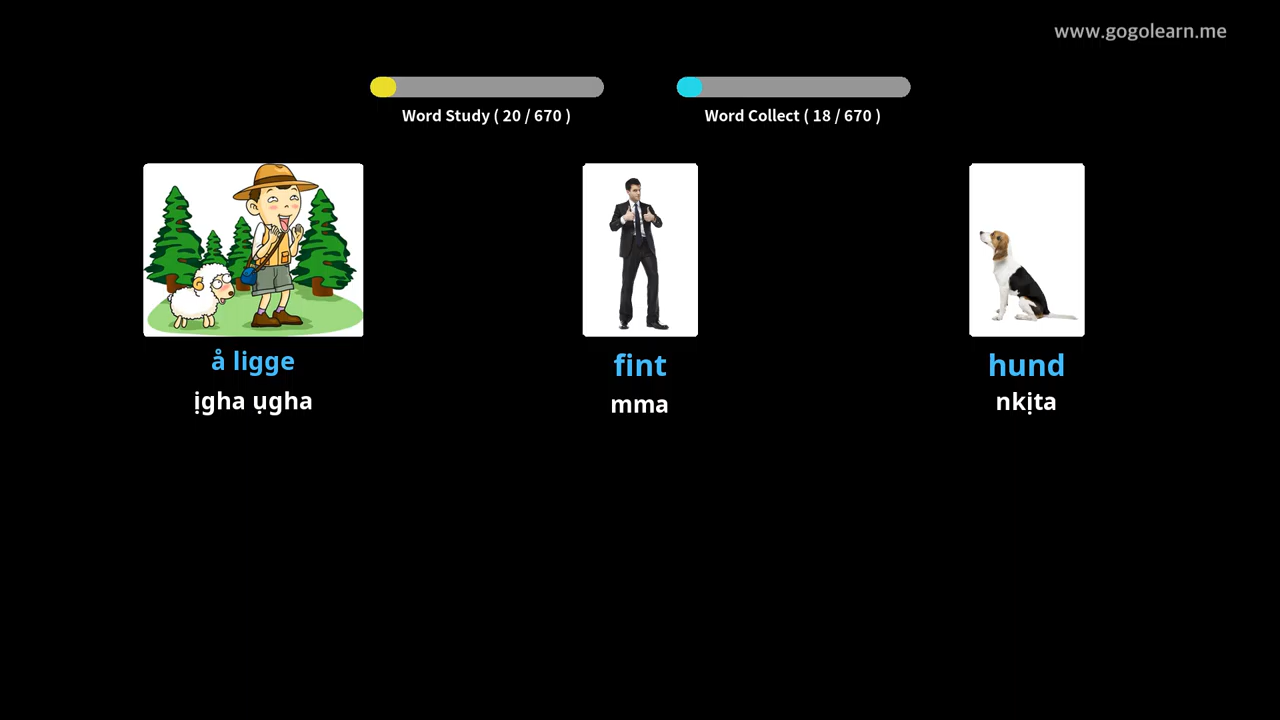 www.gogolearn.me
Word Study ( 20 / 670 )
Word Collect ( 18 / 670 )
å ligge
fint
hund
ịgha ụgha
mma
nkịta